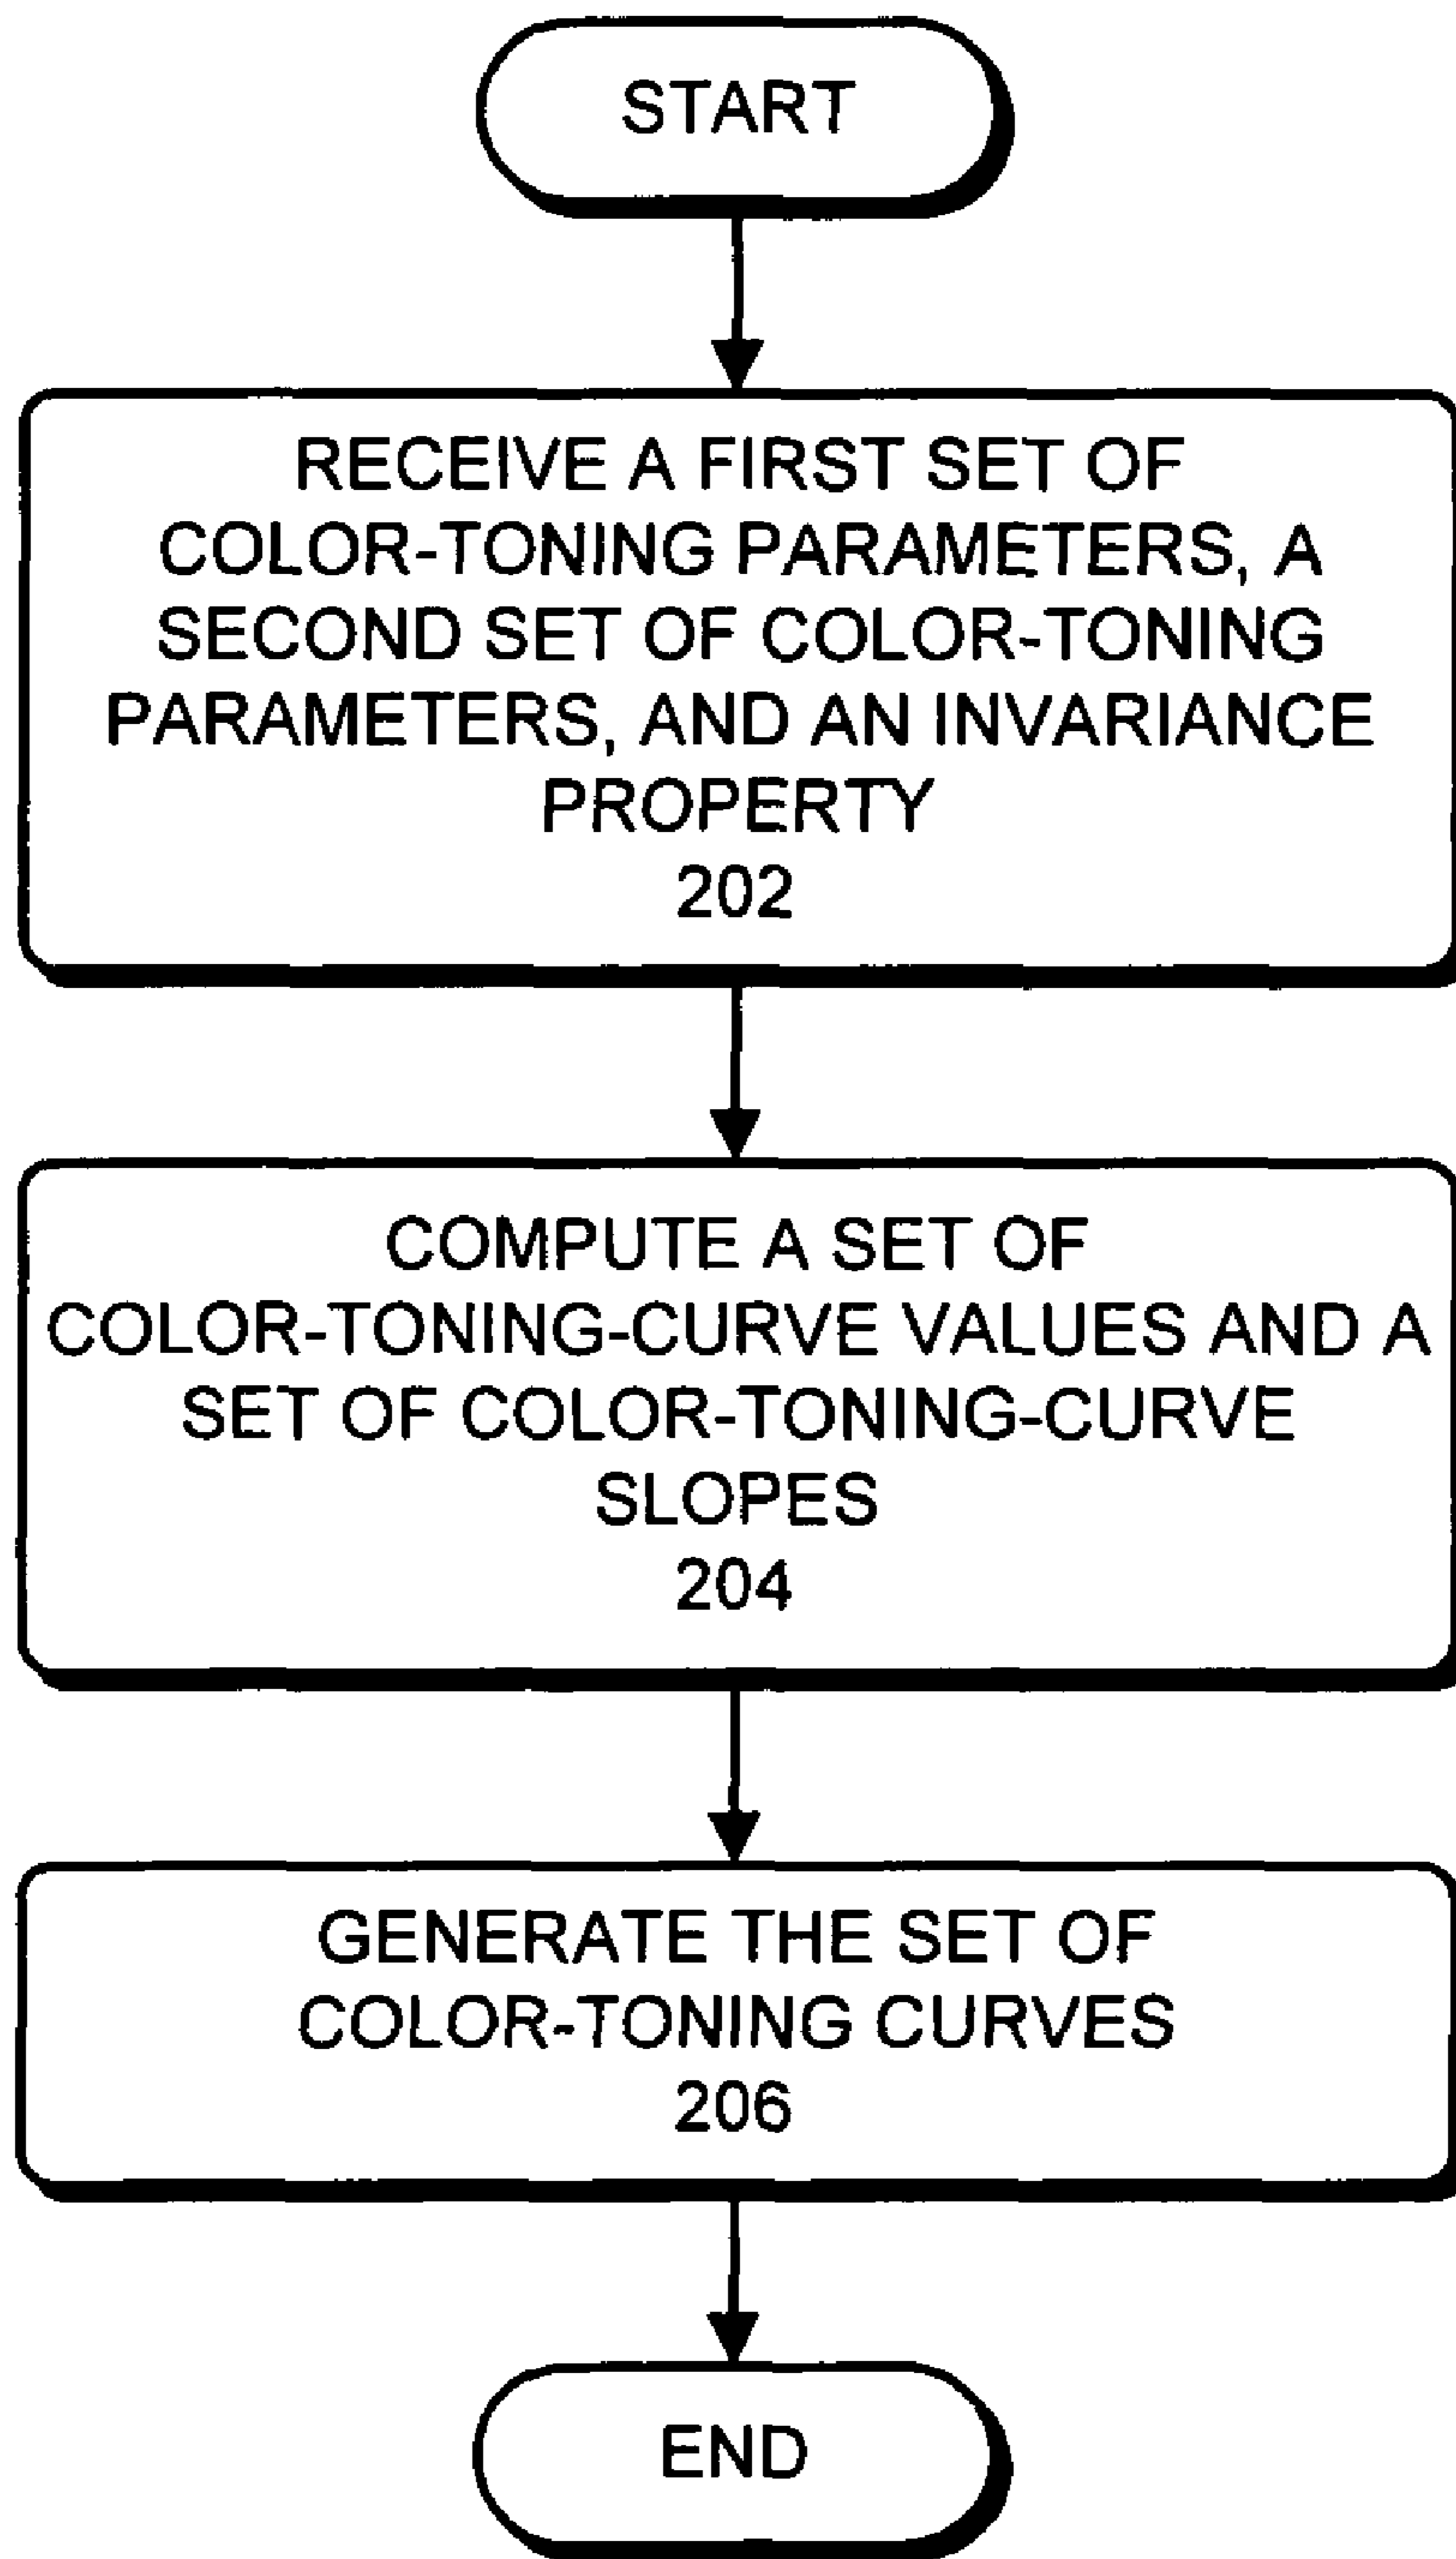 START
RECEIVE A FIRST SET OF
COLOR-TONING PARAMETERS, A
SECOND SET OF COLOR-TONING
PARAMETERS, AND AN INVARIANCE
PROPERTY
202
COMPUTE A SET OF
COLOR-TONING-CURVE VALUES AND A
SET OF COLOR-TONING-CURVE
SLOPES
204
GENERATE THE SET OF
COLOR-TONING CURVES
206
END